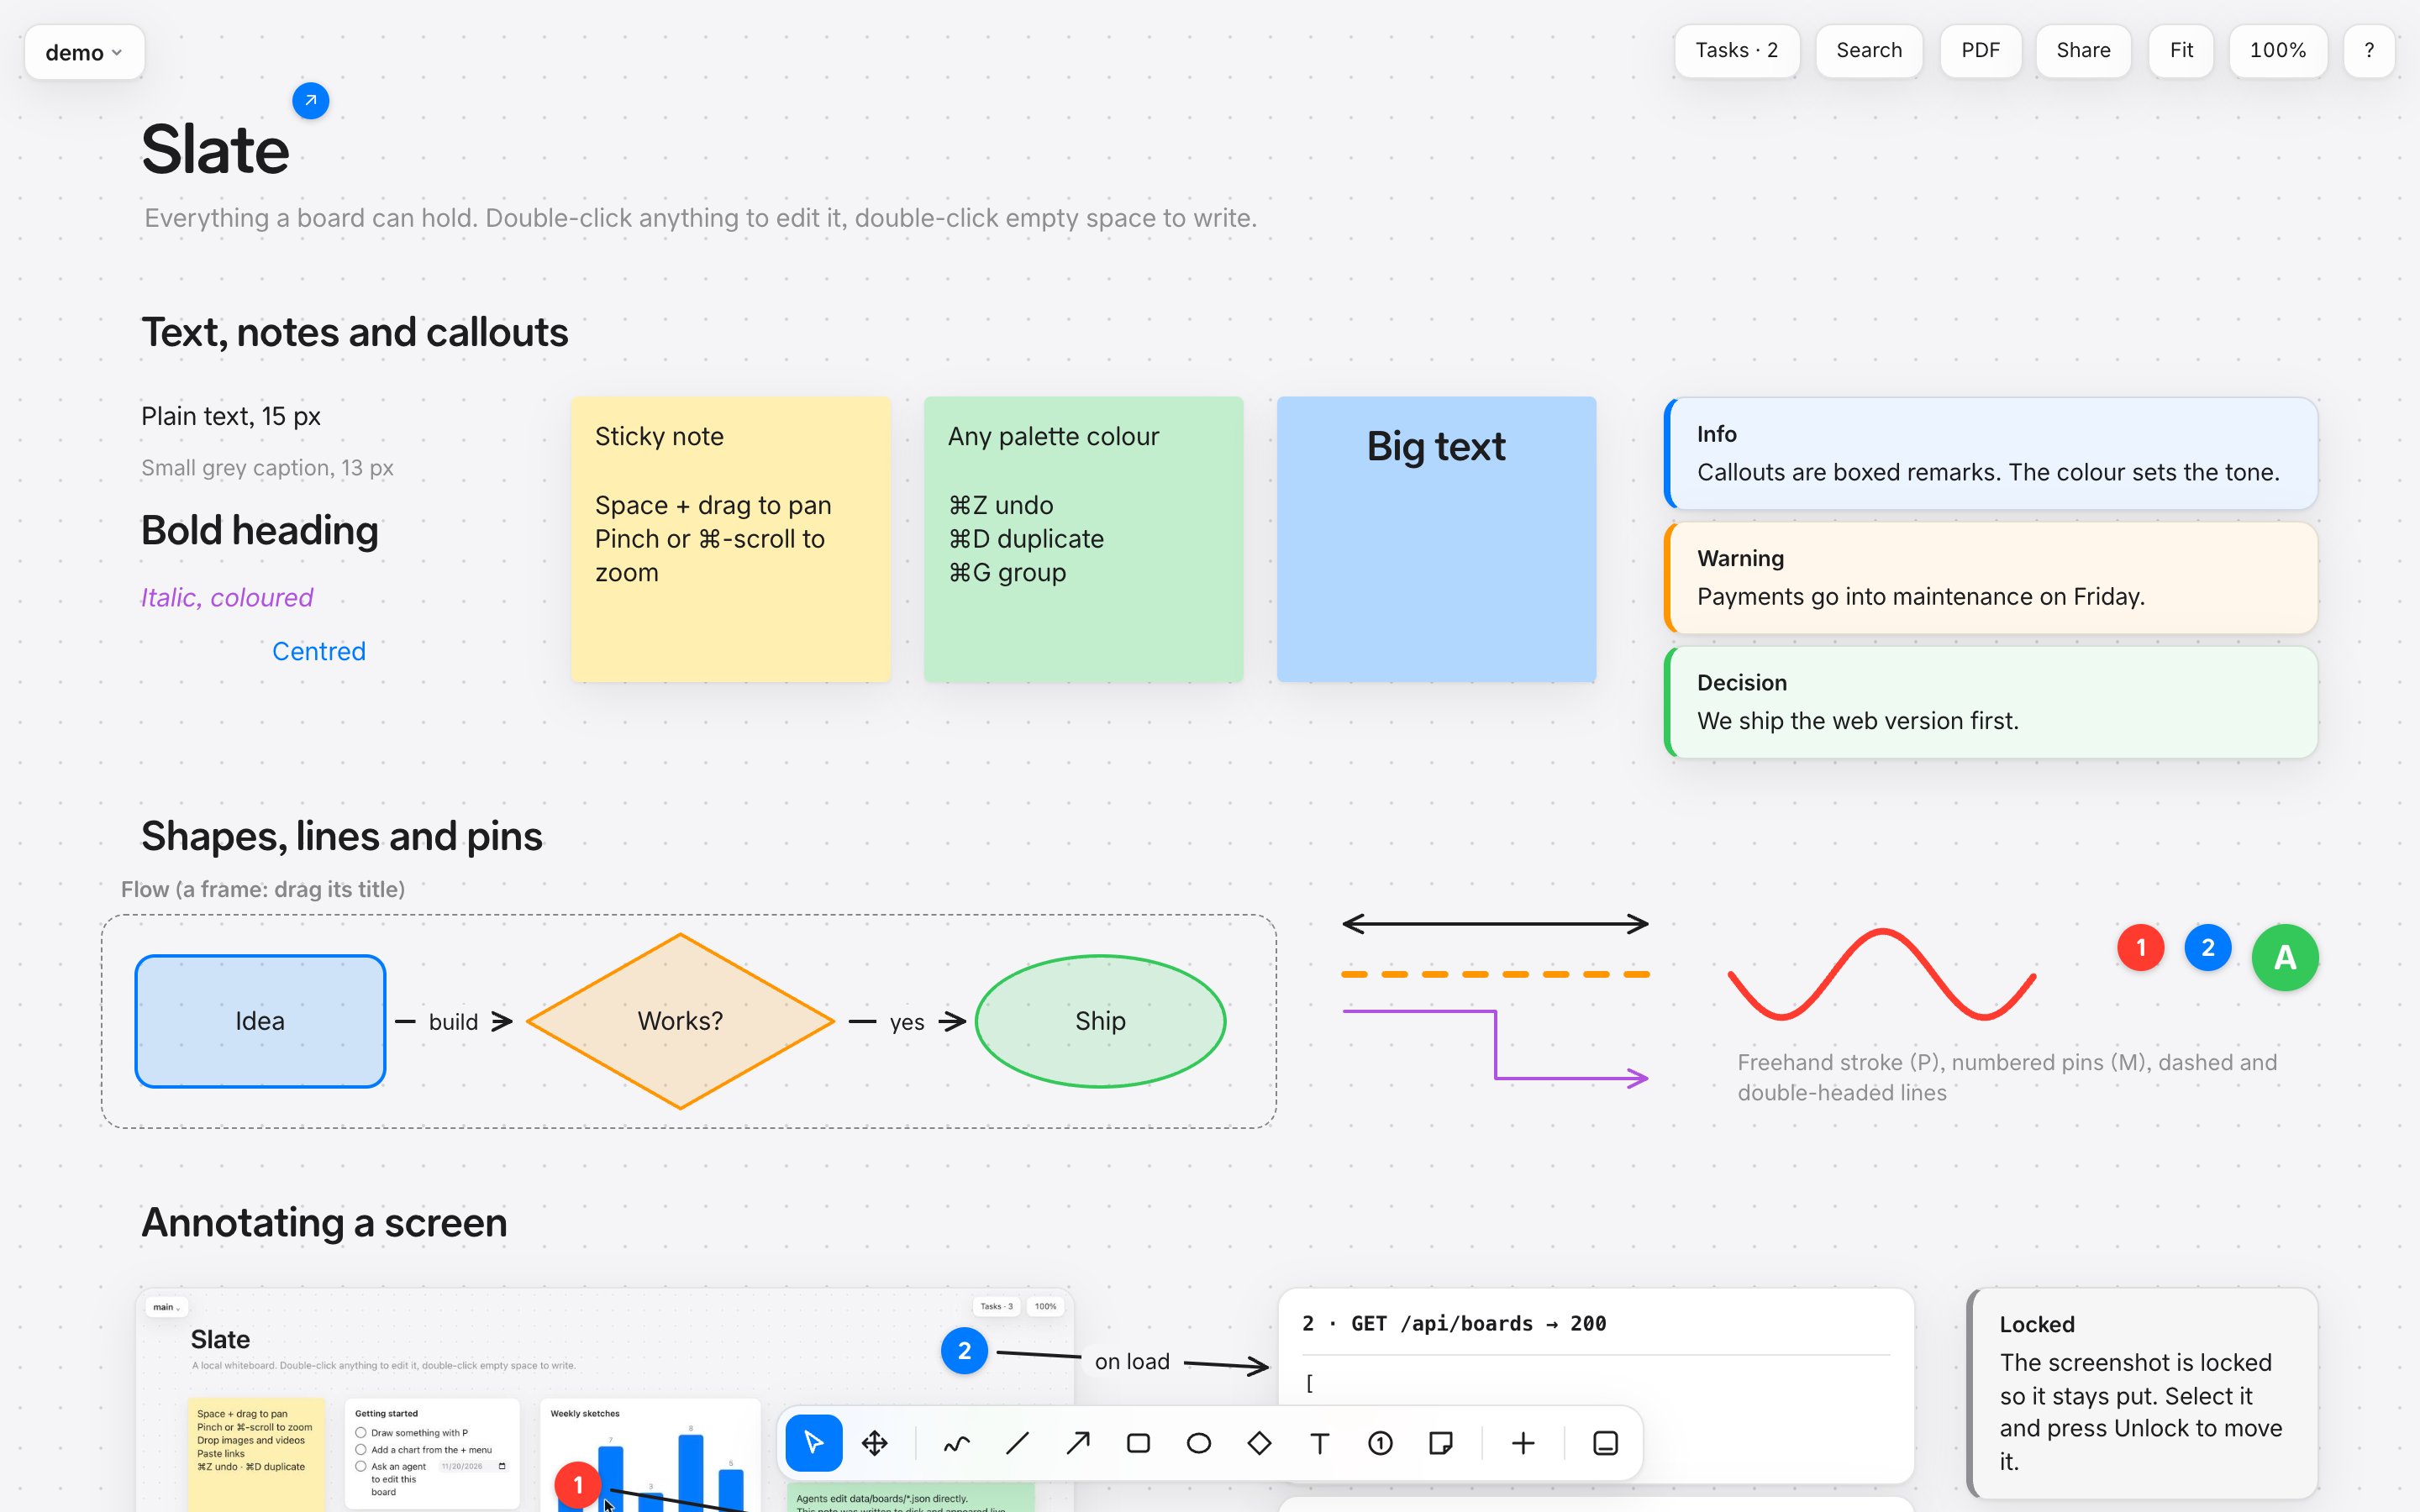 demo
Tasks · 2
Search
PDF
Share
Fit
100%
?
Slate
Everything a board can hold. Double-click anything to edit it, double-click empty space to write.
Text, notes and callouts
Plain text, 15 px
Small grey caption, 13 px
Bold heading
Italic, coloured
Centred
Sticky note
Space + drag to pan
Pinch or ⌘-scroll to
zoom
Any palette colour
⌘Z undo
⌘D duplicate
⌘G group
Big text
Info
Callouts are boxed remarks. The colour sets the tone.
Warning
Payments go into maintenance on Friday.
Decision
We ship the web version first.
Shapes, lines and pins
Flow (a frame: drag its title)
Idea
build
Works?
yes
Ship
1
2
A
Freehand stroke (P), numbered pins (M), dashed and
double-headed lines
Annotating a screen
main
Tasks · 3
100%
Slate
A local whiteboard. Double-click anything to edit it, double-click empty space to write.
2
on load
Space + drag to pan
Pinch or ⌘-scroll to zoom
Drop images and videos
Paste links
⌘Z undo · ⌘D duplicate
Getting started
Draw something with P
Add a chart from the + menu
Ask an agent
to edit this
board
11/20/2026
Weekly sketches
7
3
8
5
1
Agents edit data/boards/*.json directly.
2 · GET /api/boards → 200
[
Locked
The screenshot is locked
so it stays put. Select it
and press Unlock to move
it.
T
1